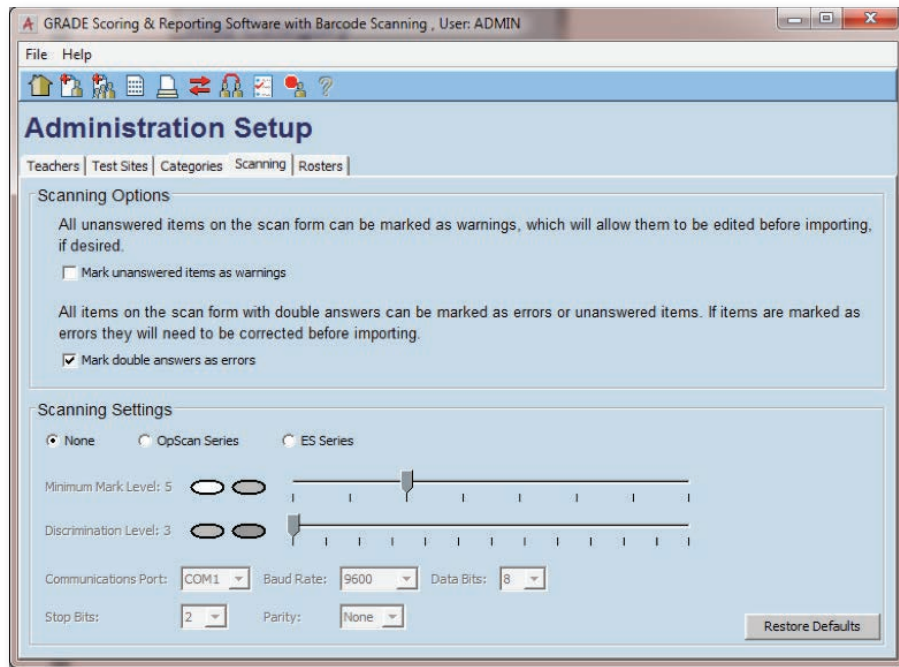 GRADE Scoring & Reporting Software with Barcode Scanning , User: ADMIN
File Help
Administration Setup
Teachers Test Sites Categories Scanning Rosters
Scanning Options
All unanswered items on the scan form can be marked as warnings, which will allow them to be edited before importing,
if desired.
Mark unanswered items as warnings
All items on the scan form with double answers can be marked as errors or unanswered items. If items are marked as
errors they will need to be corrected before importing.
Mark double answers as errors
Scanning Settings
None OpScan Series ES Series
Minimum Mark Level: 5
Discrimination Level: 3
Communications Port: COM1 Baud Rate: 9600 Data Bits: 8
Stop Bits: 2 Parity: None
Restore Defaults